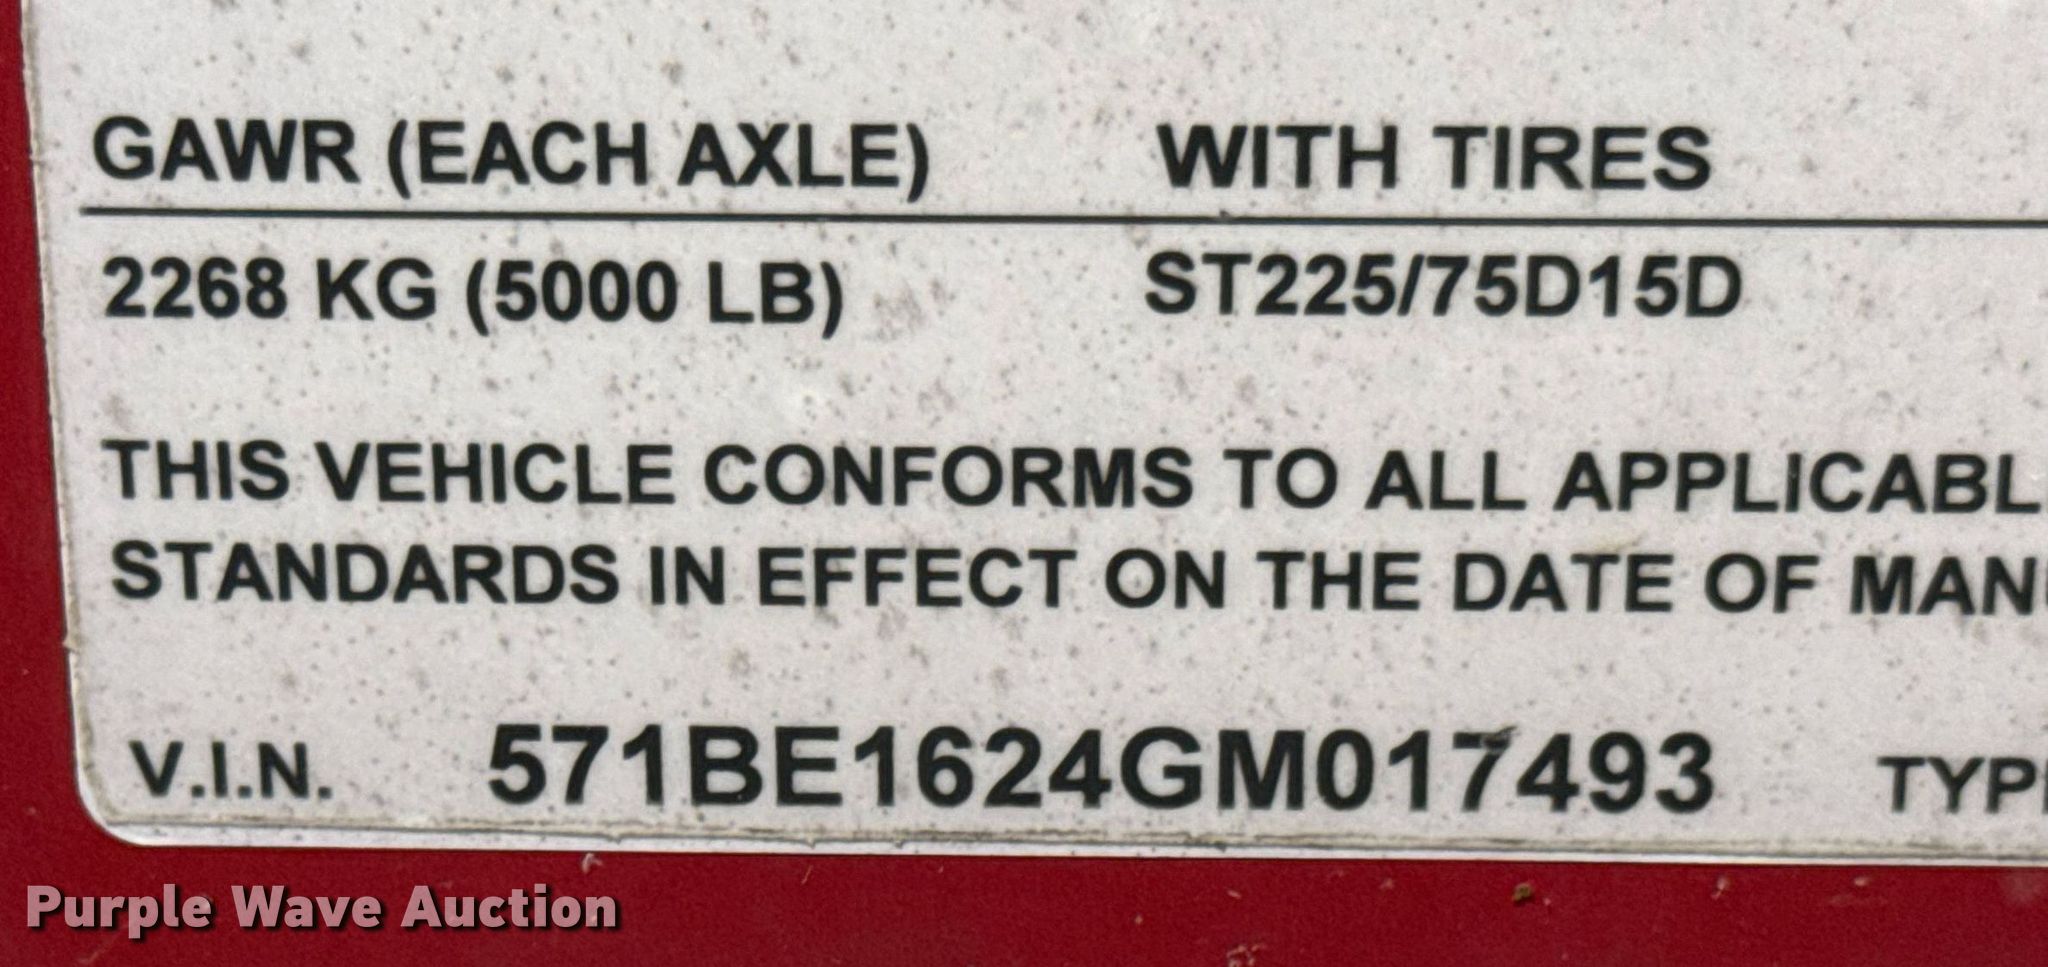 GAWR (EACH AXLE) WITH TIRES
2268 KG (5000 LB) ST225/75D15D
THIS VEHICLE CONFORMS TO ALL APPLICABL
STANDARDS IN EFFECT ON THE DATE OF MAN
V.I.N. 571BE1624GM017493 TYP
Purple Wave Auction